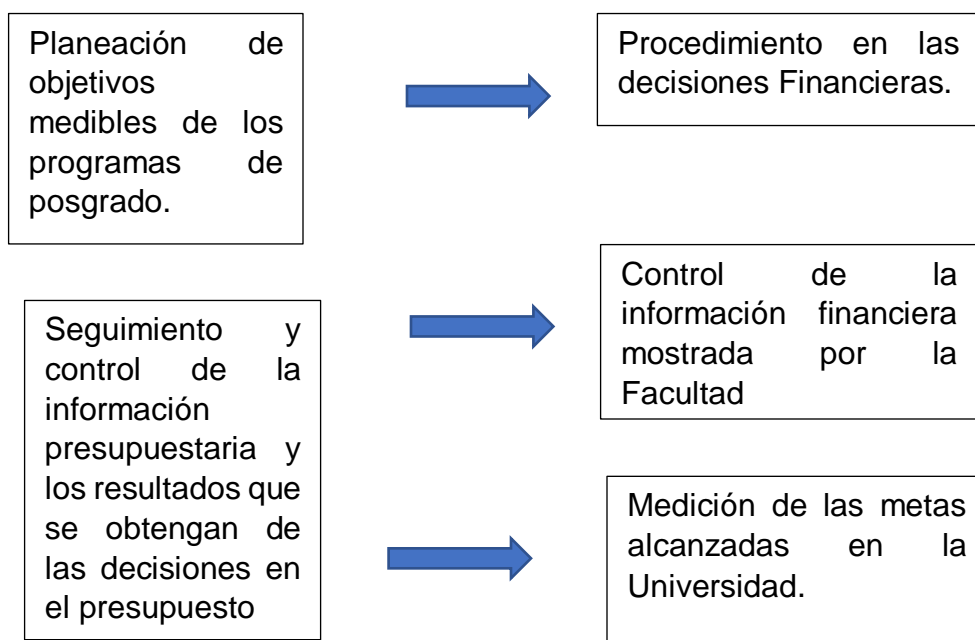 Planeación de
objetivos
medibles de los
programas de
posgrado.
Procedimiento en las
decisiones Financieras.
Seguimiento y
control de la
información
presupuestaria y
los resultados que
se obtengan de
las decisiones en
el presupuesto
Control de la
información financiera
mostrada por la
Facultad
Medición de las metas
alcanzadas en la
Universidad.